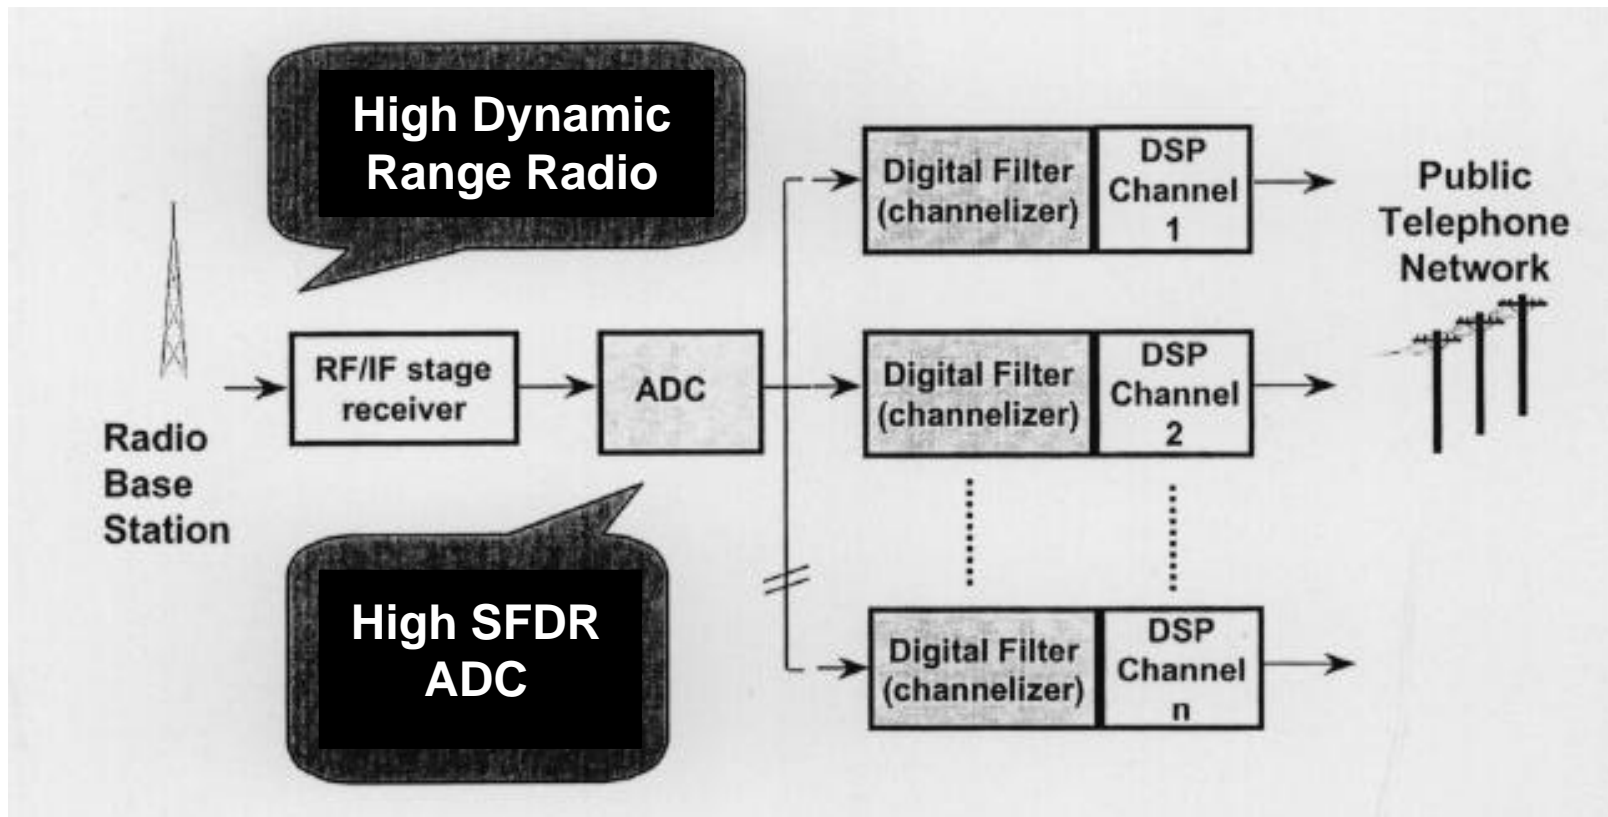 High Dynamic
Range Radio
Radio
Base
Station
RF/IF stage
receiver
ADC
High SFDR
ADC
Digital Filter
(channelizer)
DSP
Channel
1
Digital Filter
(channelizer)
DSP
Channel
2
Digital Filter
(channelizer)
DSP
Channel
n
Public
Telephone
Network